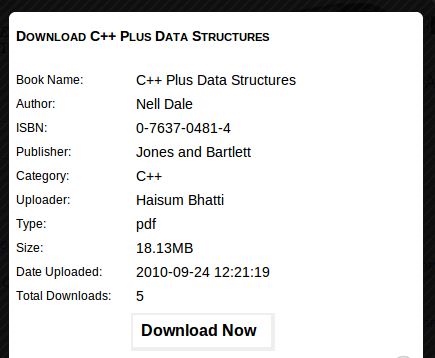 Download C++ Plus Data Structures
Book Name: C++ Plus Data Structures
Author: Nell Dale
ISBN: 0-7637-0481-4
Publisher: Jones and Bartlett
Category: C++
Uploader: Haisum Bhatti
Type: pdf
Size: 18.13MB
Date Uploaded: 2010-09-24 12:21:19
Total Downloads: 5
Download Now